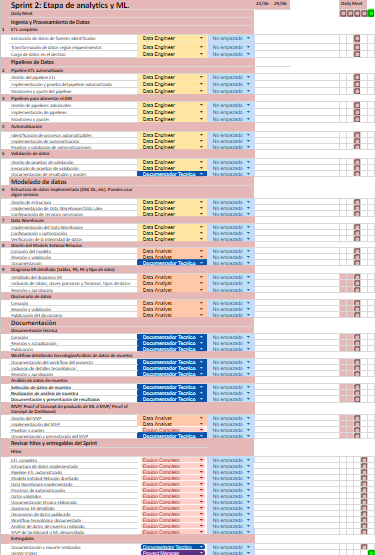 Sprint 2: Etapa de analytics y ML.
23/06 29/06 Daily Meet
Daily Meet
Ingesta y Procesamiento de Datos
1 ETL completo
Extracción de datos de fuentes identificadas Data Engineer No empezado
Transformación de datos según requerimientos Data Engineer No empezado
Carga de datos en el destino Data Engineer No empezado
Pipelines de Datos
2 Pipeline ETL automatizado
Diseño del pipeline ETL Data Engineer No empezado
Implementación y prueba del pipeline automatizado Data Engineer No empezado
Monitoreo y ajuste del pipeline Data Engineer No empezado
3 Pipelines para alimentar el DW
Diseño de pipelines adicionales Data Engineer No empezado
Implementación de pipelines Data Engineer No empezado
Monitoreo y ajustes Data Engineer No empezado
4 Automatización
Identificación de procesos automatizables Data Engineer No empezado
Implementación de automatización Data Engineer No empezado
Pruebas y validación de automatizaciones Data Engineer No empezado
5 Validación de datos
Diseño de pruebas de validación Data Engineer No empezado
Ejecución de pruebas de validación Data Engineer No empezado
Documentación de resultados y ajustes Documentador Tecnico No empezado
Modelado de datos
6 Estructura de datos implementada (DW, DL, etc). Pueden usar algún servicio
Diseño de estructura Data Engineer No empezado
Implementación de Data Warehouse/Data Lake Data Engineer No empezado
Configuración de servicios necesarios Data Engineer No empezado
7 Data Warehouse
Implementación del Data Warehouse Data Engineer No empezado
Configuración y optimización Data Engineer No empezado
Verificación de la integridad de datos Data Engineer No empezado
8 Diseño del Modelo Entidad Relación
Creación del modelo Data Analyst No empezado
Revisión y validación Data Analyst No empezado
Documentación Documentador Tecnico No empezado
9 Diagrama ER detallado (tablas, PK, FK y tipo de dato)
Detallado del diagrama ER Data Analyst No empezado
Inclusión de tablas, claves primarias y foráneas, tipos de datos Data Analyst No empezado
Revisión y aprobación Data Analyst No empezado
Diccionario de datos
Creación Data Analyst No empezado
Revisión y validación Data Analyst No empezado
Publicación del diccionario Data Analyst No empezado
Documentación
Documentación técnica
Creación Documentador Tecnico No empezado
Revisión y actualización Documentador Tecnico No empezado
Publicación Documentador Tecnico No empezado
Workflow detallando tecnologías
Documentación del workflow del proyecto Documentador Tecnico No empezado
Inclusión de detalles tecnológicos Documentador Tecnico No empezado
Revisión y aprobación Documentador Tecnico No empezado
Análisis de datos de muestra
Selección de datos de muestra Documentador Tecnico No empezado
Realización de análisis de muestra Documentador Tecnico No empezado
Documentación y presentación de resultados Documentador Tecnico No empezado
MVP/ Proof of Concept de producto de ML ó MVP/ Proof of Concept de Dashboard
Diseño del MVP Data Analyst No empezado
Implementación del MVP Data Analyst No empezado
Pruebas y ajustes Equipo Completo No empezado
Documentación y presentación del MVP Documentador Tecnico No empezado
Revisar hitos y entregables del Sprint
Hitos
ETL completo Equipo Completo No empezado
Estructura de datos implementada Equipo Completo No empezado
Pipeline ETL automatizado Equipo Completo No empezado
Modelo Entidad Relación diseñado Equipo Completo No empezado
Data Warehouse implementado Equipo Completo No empezado
Procesos de automatización Equipo Completo No empezado
Datos validados Equipo Completo No empezado
Documentación técnica elaborada Equipo Completo No empezado
Diagrama ER detallado Equipo Completo No empezado
Diccionario de datos publicado Equipo Completo No empezado
Workflow tecnológico documentado Equipo Completo No empezado
Análisis de datos de muestra realizado Equipo Completo No empezado
MVP de Dashboard o ML desarrollado Equipo Completo No empezado
Entregables
Documentación y reporte realizados Documentador Tecnico No empezado
DEMO VIDEO Proyect Manager No empezado